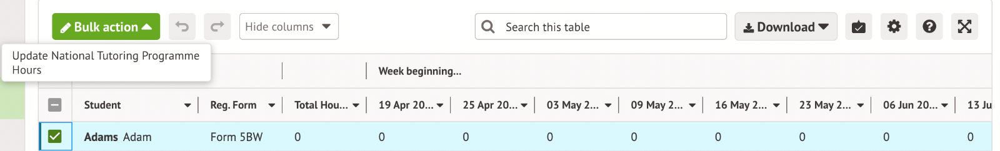 Bulk action
Hide columns
Search this table
Download
Update National Tutoring Programme
Hours
Week beginning...
Student
Reg. Form
Total Hou...
19 Apr 20...
25 Apr 20...
03 May 2...
09 May 2...
16 May 2...
23 May 2...
06 Jun 20...
13 Ju
Adams Adam
Form 5BW
0
0
0
0
0
0
0
0
0